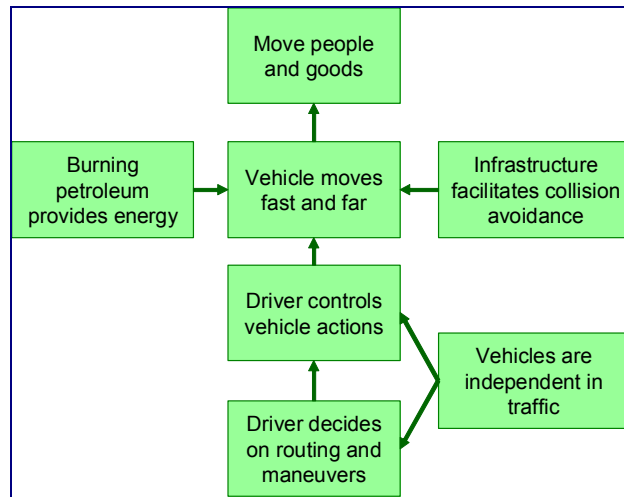 Move people
and goods
Burning
petroleum
provides energy
Vehicle moves
fast and far
Infrastructure
facilitates collision
avoidance
Driver controls
vehicle actions
Vehicles are
independent in
traffic
Driver decides
on routing and
maneuvers